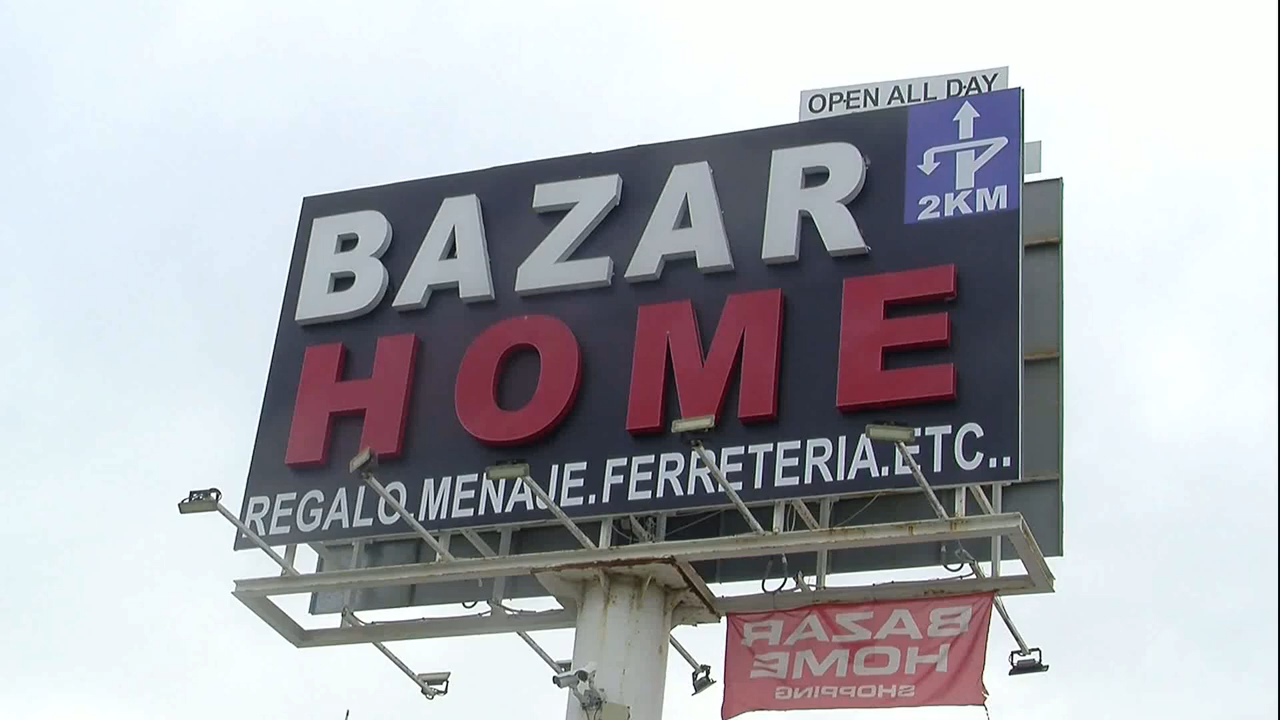 OPEN ALL DAY
2KM
BAZAR
HOME
REGALO.MENAJE.FERRETERIA.ETC..
BAZAR
HOME
SHOPPING